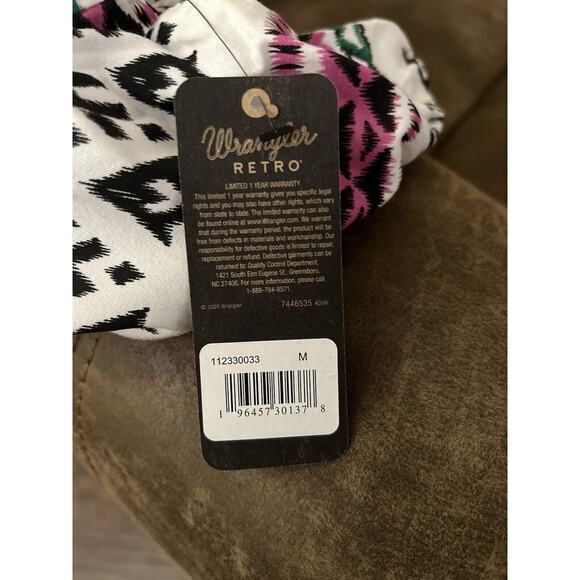 Wrangler
RETRO®
LIMITED 1 YEAR WARRANTY
This limited 1 year warranty gives you specific legal
rights and you may also have other rights, which vary
from state to state. The limited warranty can also
be found online at www.Wrangler.com. We warrant
that during the warranty period, the product will be
free from defects in materials and workmanship. Our
responsibility for defective goods is limited to repair,
replacement or refund. Defective garments can be
returned to: Quality Control Department,
1421 South Elm Eugene St., Greensboro,
NC 27406. For more information, please call
1-888-784-8571.
© 2020 Wrangler® 7446535 ADHK
112330033 M
1 96457 30137 8